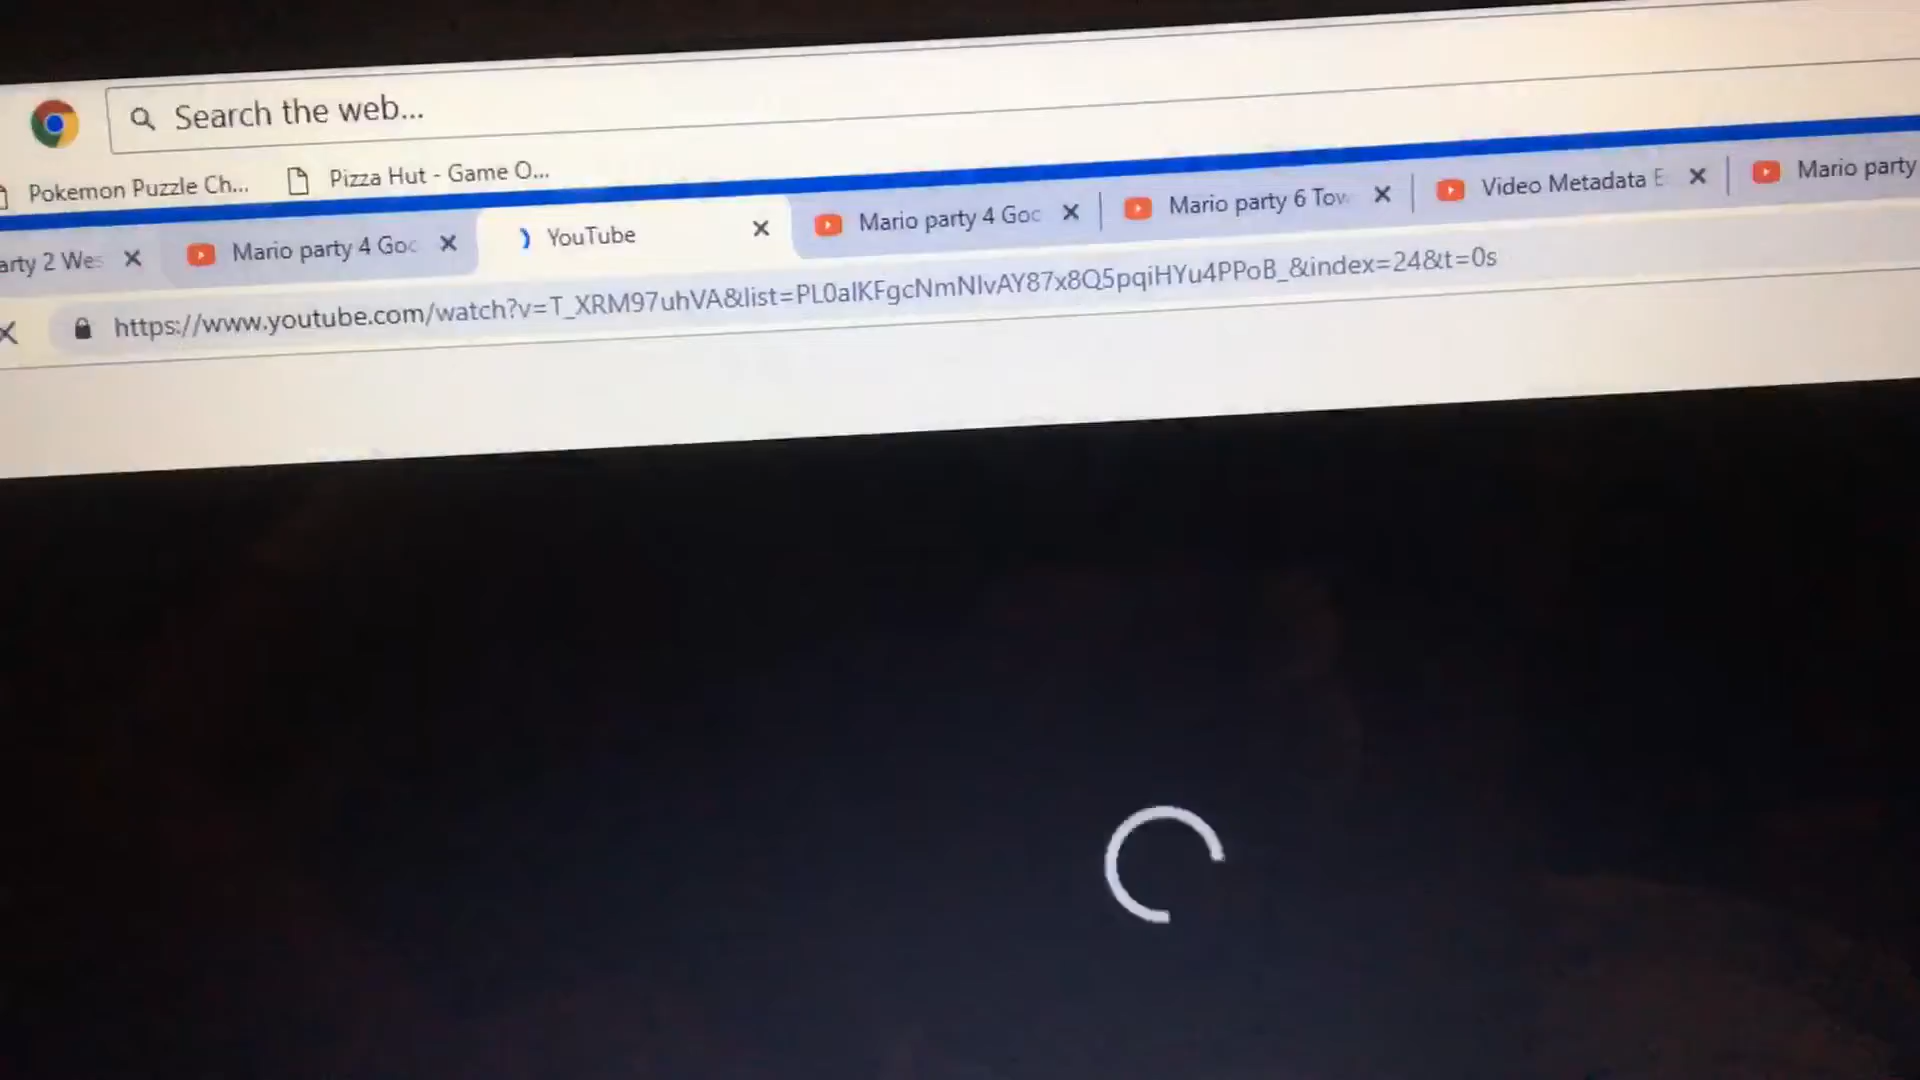 Search the web...
Pokemon Puzzle Ch... Pizza Hut - Game O...
arty 2 Wes Mario party 4 Goo YouTube Mario party 4 Goo Mario party 6 Tow Video Metadata E Mario party
https://www.youtube.com/watch?v=T_XRM97uhVA&list=PL0alKFgcNmNlvAY87x8Q5pqiHYu4PPoB_&index=24&t=0s